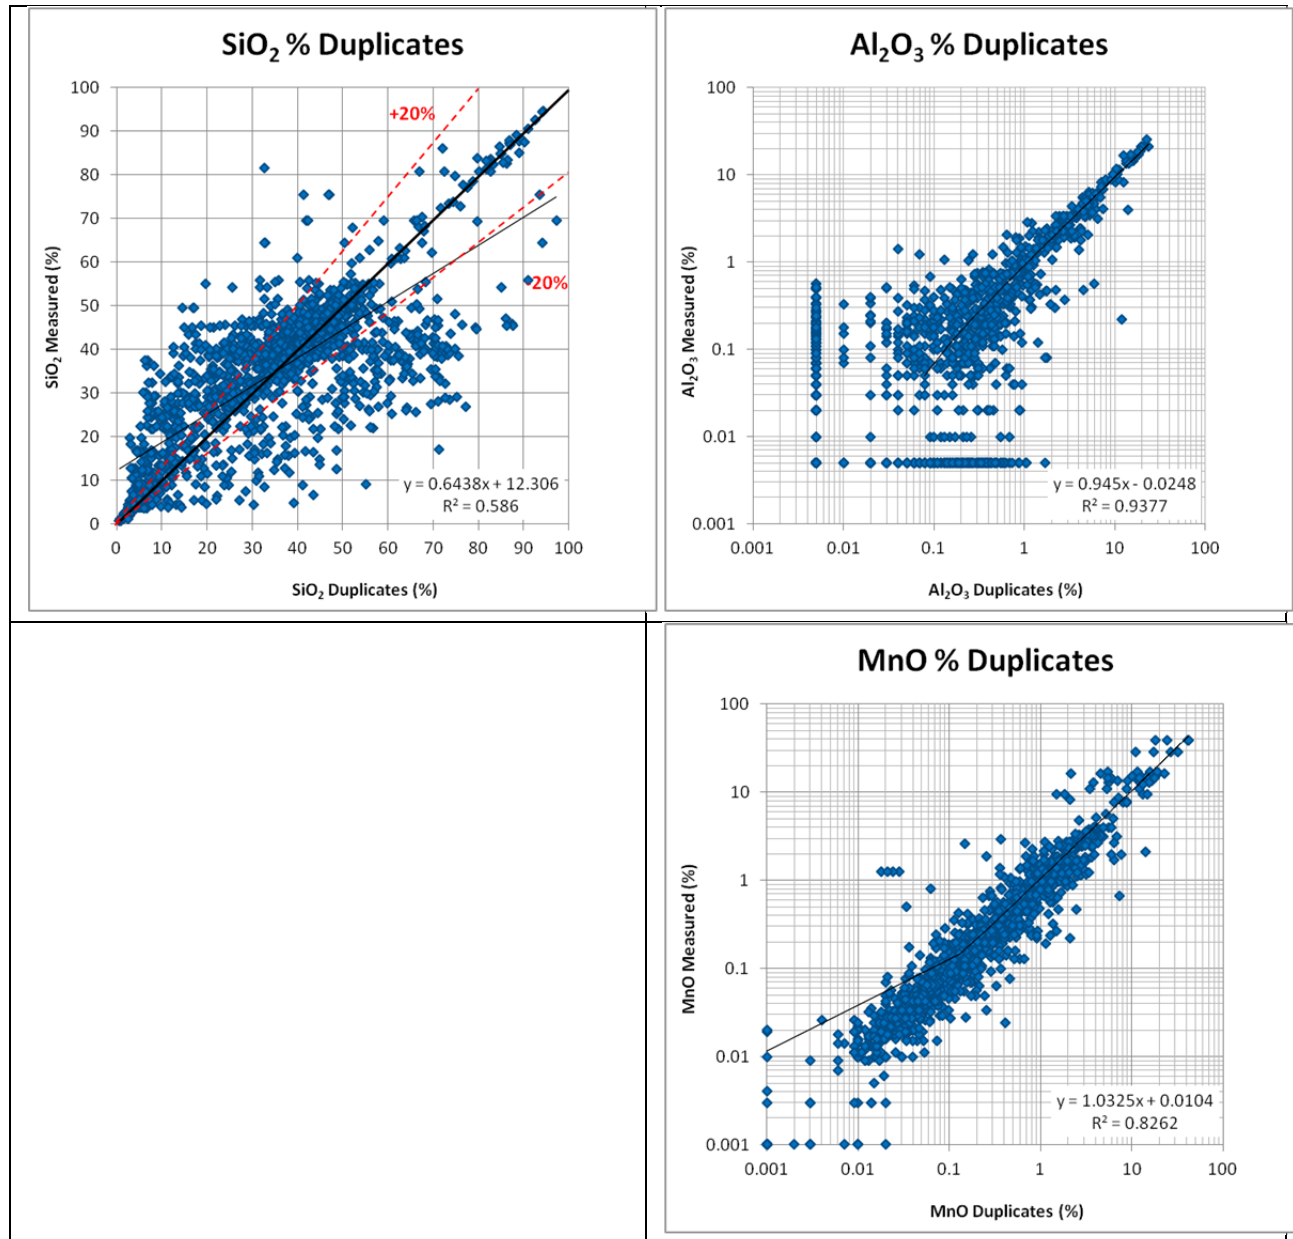 SiO2 % Duplicates
100
90
80
70
60
50
40
30
20
10
0
SiO2 Measured (%)
+20%
-20%
y = 0.6438x + 12.306
R² = 0.586
0 10 20 30 40 50 60 70 80 90 100
SiO2 Duplicates (%)
Al2O3 % Duplicates
100
10
1
0.1
0.01
0.001
Al2O3 Measured (%)
y = 0.945x - 0.0248
R² = 0.9377
0.001 0.01 0.1 1 10 100
Al2O3 Duplicates (%)
MnO % Duplicates
100
10
1
0.1
0.01
0.001
MnO Measured (%)
y = 1.0325x + 0.0104
R² = 0.8262
0.001 0.01 0.1 1 10 100
MnO Duplicates (%)